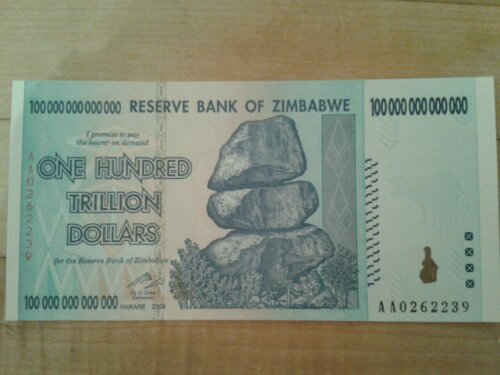 100 000 000 000 000 RESERVE BANK OF ZIMBABWE 100 000 000 000 000
I promise to pay
the bearer on demand
ONE HUNDRED
TRILLION
DOLLARS
for the Reserve Bank of Zimbabwe
HARARE 2008
100 000 000 000 000
AA0262239
AA0262239